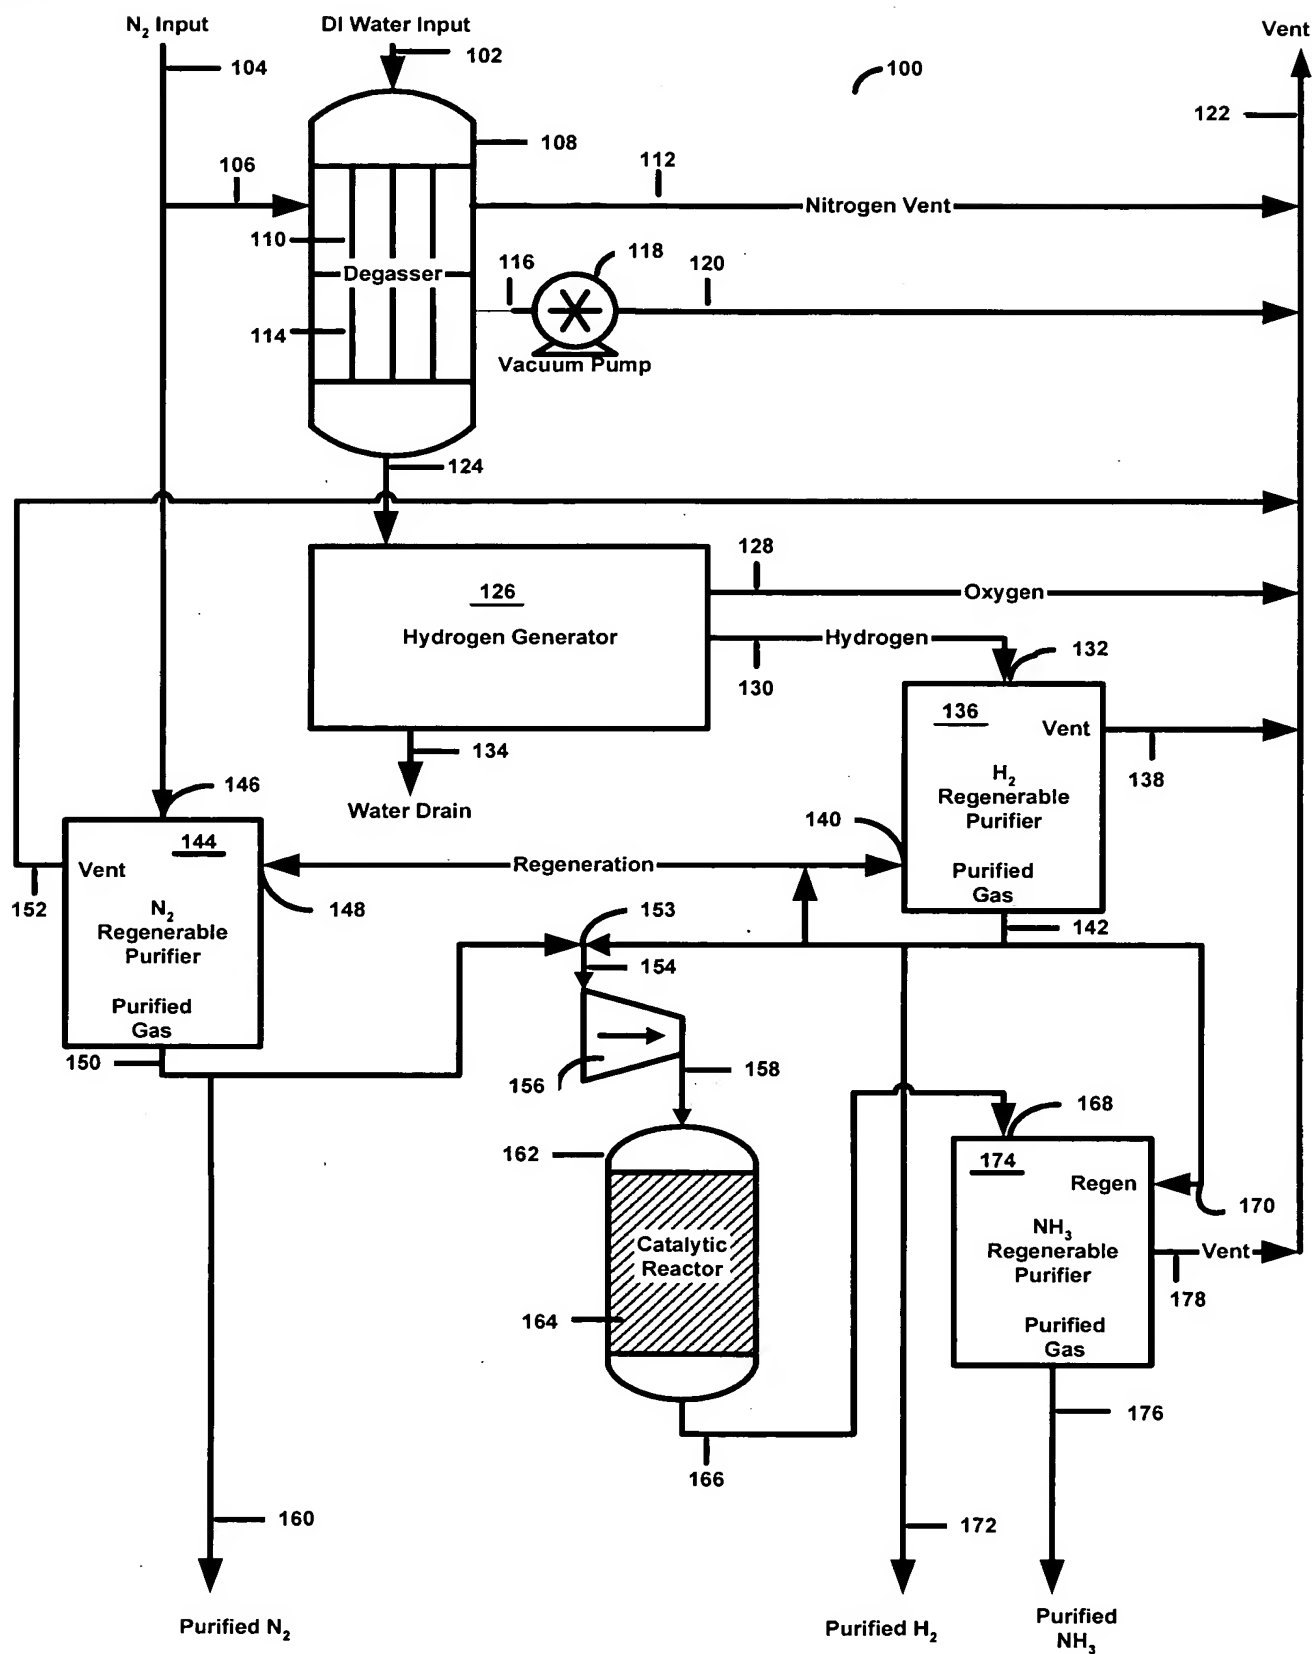 N2 Input
DI Water Input
Vent
102
104
100
122
108
106
112
Nitrogen Vent
110
116
118
120
Degasser
114
Vacuum Pump
124
128
126
Oxygen
Hydrogen Generator
Hydrogen
132
130
136
Vent
134
138
146
H2
Regenerable
Purifier
Water Drain
140
144
Vent
Regeneration
Purified
Gas
152
148
153
142
N2
Regenerable
Purifier
154
Purified
Gas
150
156
158
168
162
174
Regen
170
NH3
Regenerable
Purifier
Vent
Catalytic
Reactor
178
164
Purified
Gas
176
166
160
172
Purified N2
Purified H2
Purified
NH3